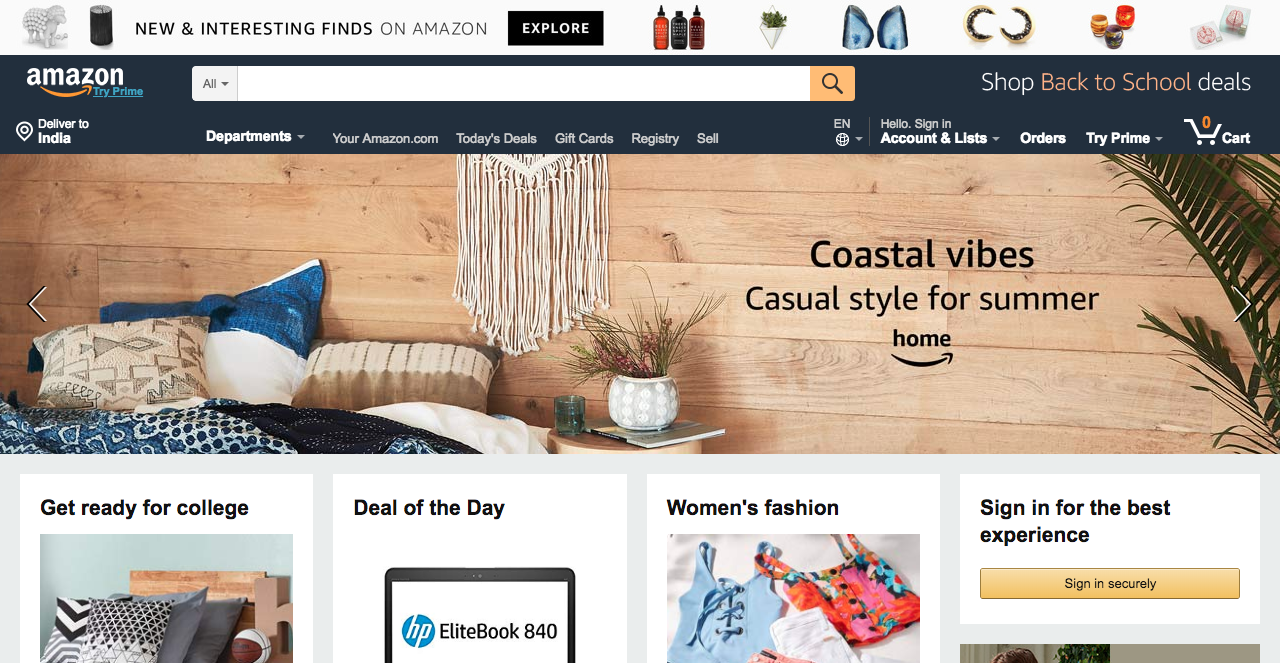 NEW & INTERESTING FINDS ON AMAZON EXPLORE
amazon
Try Prime
All
Shop Back to School deals
Deliver to
India
Departments
Your Amazon.com Today's Deals Gift Cards Registry Sell
EN
Hello. Sign in
Account & Lists
Orders
Try Prime
0
Cart
Coastal vibes
Casual style for summer
home
Get ready for college
Deal of the Day
hp EliteBook 840
Women's fashion
Sign in for the best
experience
Sign in securely